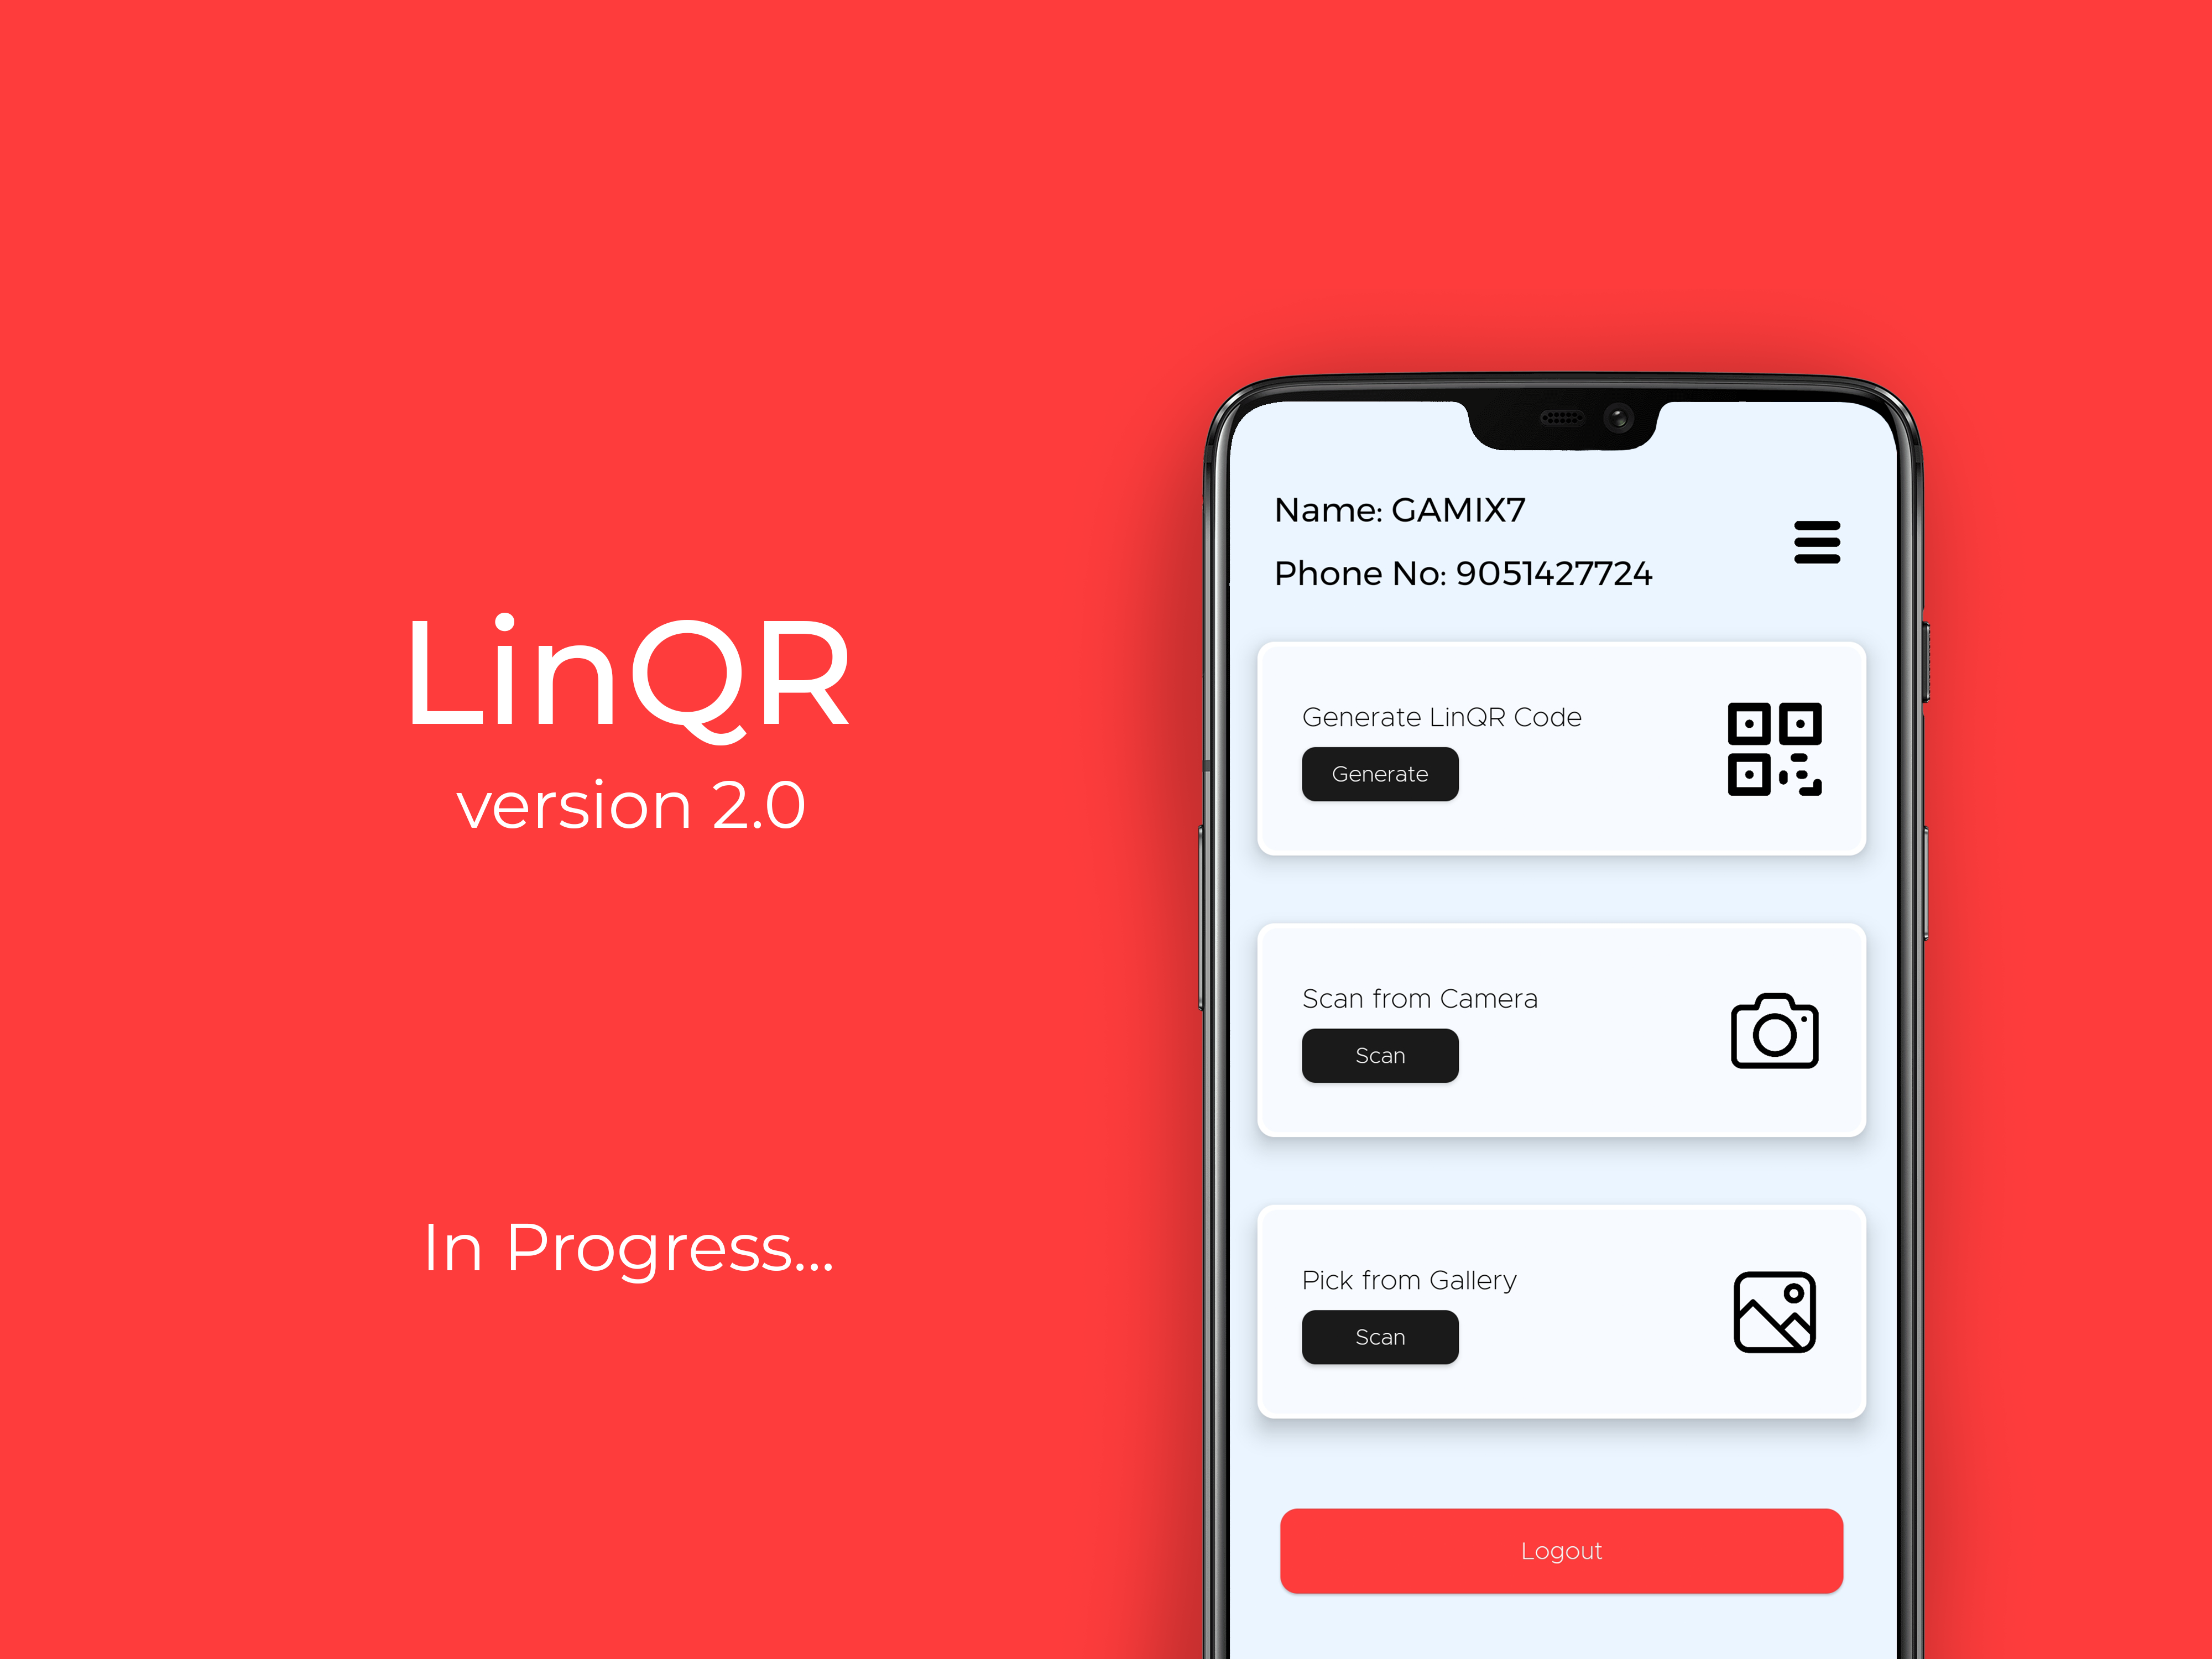 LinQR
version 2.0
In Progress...
Name: GAMIX7
Phone No: 9051427724
Generate LinQR Code
Generate
Scan from Camera
Scan
Pick from Gallery
Scan
Logout